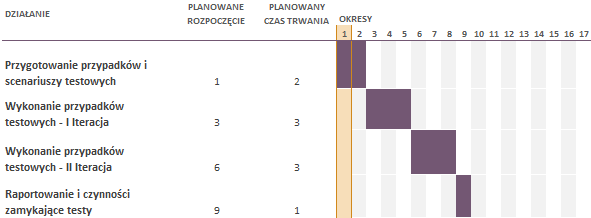 DZIAŁANIE PLANOWANE ROZPOCZĘCIE PLANOWANY CZAS TRWANIA OKRESY
1 2 3 4 5 6 7 8 9 10 11 12 13 14 15 16 17
Przygotowanie przypadków i
scenariuszy testowych 1 2
Wykonanie przypadków
testowych - I Iteracja 3 3
Wykonanie przypadków
testowych - II Iteracja 6 3
Raportowanie i czynności
zamykające testy 9 1